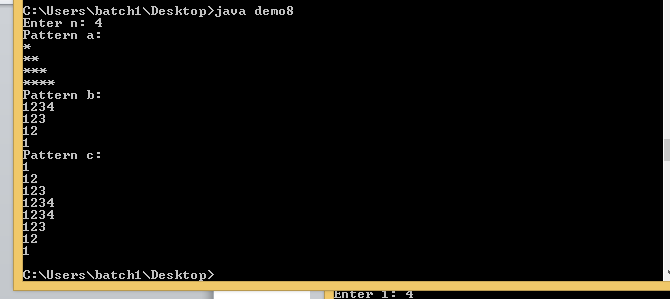 C:\Users\batch1\Desktop>java demo8
Enter n: 4
Pattern a:
*
**
***
****
Pattern b:
1234
123
12
1
Pattern c:
1
12
123
1234
1234
123
12
1
C:\Users\batch1\Desktop>
Enter 1: 4